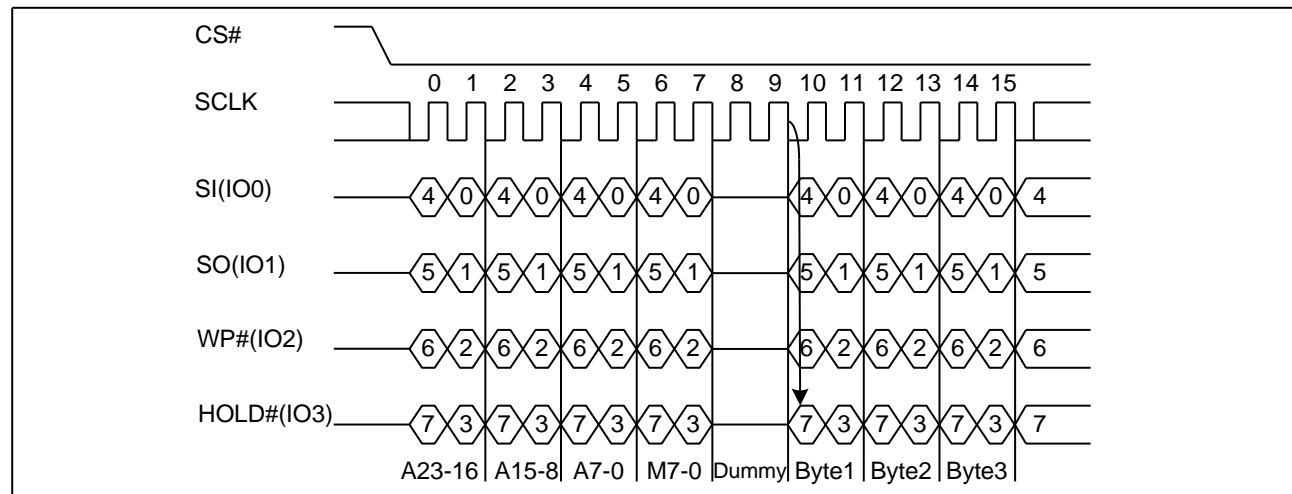 CS#
0 1 2 3 4 5 6 7 8 9 10 11 12 13 14 15
SCLK
SI(IO0) 4 0 4 0 4 0 4 0 4 0 4 0 4 0 4
SO(IO1) 5 1 5 1 5 1 5 1 5 1 5 1 5 1 5
WP#(IO2) 6 2 6 2 6 2 6 2 6 2 6 2 6 2 6
HOLD#(IO3) 7 3 7 3 7 3 7 3 7 3 7 3 7 3 7
A23-16 A15-8 A7-0 M7-0 Dummy Byte1 Byte2 Byte3